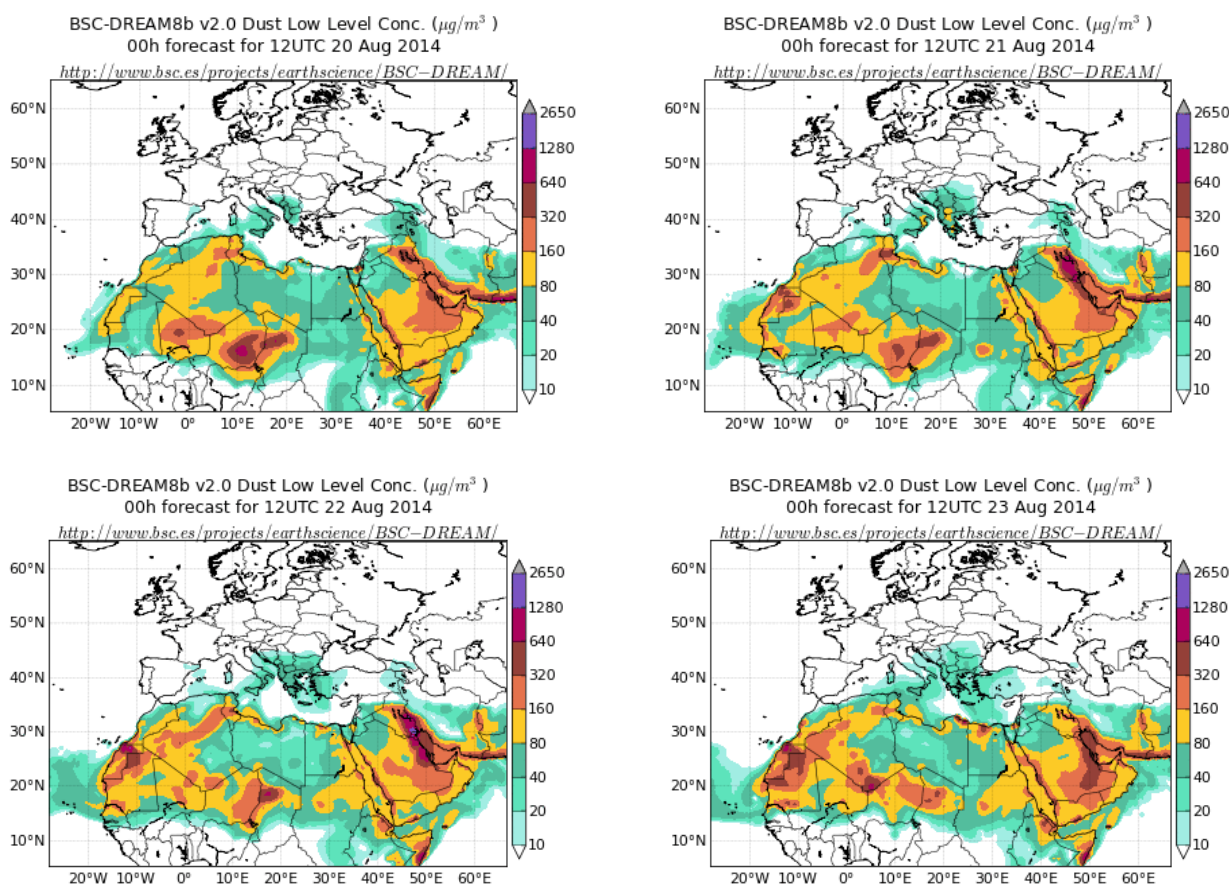 BSC-DREAM8b v2.0 Dust Low Level Conc. (μg/m³ )
00h forecast for 12UTC 20 Aug 2014
http://www.bsc.es/projects/earthscience/BSC−DREAM/
60°N
50°N
40°N
30°N
20°N
10°N
20°W 10°W 0° 10°E 20°E 30°E 40°E 50°E 60°E
2650
1280
640
320
160
80
40
20
10
BSC-DREAM8b v2.0 Dust Low Level Conc. (μg/m³ )
00h forecast for 12UTC 21 Aug 2014
http://www.bsc.es/projects/earthscience/BSC−DREAM/
60°N
50°N
40°N
30°N
20°N
10°N
20°W 10°W 0° 10°E 20°E 30°E 40°E 50°E 60°E
2650
1280
640
320
160
80
40
20
10
BSC-DREAM8b v2.0 Dust Low Level Conc. (μg/m³ )
00h forecast for 12UTC 22 Aug 2014
http://www.bsc.es/projects/earthscience/BSC−DREAM/
60°N
50°N
40°N
30°N
20°N
10°N
20°W 10°W 0° 10°E 20°E 30°E 40°E 50°E 60°E
2650
1280
640
320
160
80
40
20
10
BSC-DREAM8b v2.0 Dust Low Level Conc. (μg/m³ )
00h forecast for 12UTC 23 Aug 2014
http://www.bsc.es/projects/earthscience/BSC−DREAM/
60°N
50°N
40°N
30°N
20°N
10°N
20°W 10°W 0° 10°E 20°E 30°E 40°E 50°E 60°E
2650
1280
640
320
160
80
40
20
10